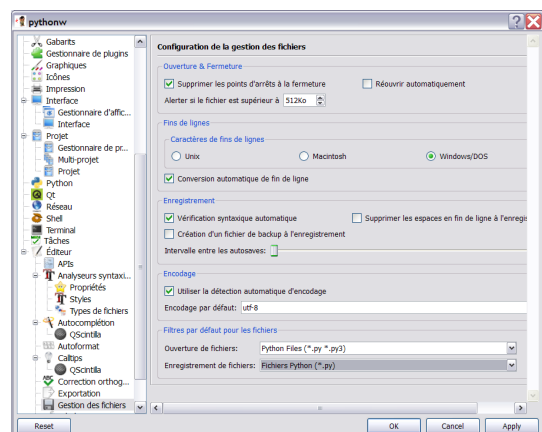 pythonw
Gabarits
Gestionnaire de plugins
Graphiques
Icônes
Impression
Interface
Gestionnaire d'affic...
Interface
Projet
Gestionnaire de pr...
Multi-projet
Projet
Python
Qt
Réseau
Shell
Terminal
Tâches
Éditeur
APIs
Analyseurs syntaxi...
Propriétés
Styles
Types de fichiers
Autocomplétion
QScintilla
Autoformat
Calltips
QScintilla
Correction orthog...
Exportation
Gestion des fichiers
Configuration de la gestion des fichiers
Ouverture & Fermeture
Supprimer les points d'arrêts à la fermeture
Réouvrir automatiquement
Alerter si le fichier est supérieur à 512Ko
Fins de lignes
Caractères de fins de lignes
Unix
Macintosh
Windows/DOS
Conversion automatique de fin de ligne
Enregistrement
Vérification syntaxique automatique
Supprimer les espaces en fin de ligne à l'enregis
Création d'un fichier de backup à l'enregistrement
Intervalle entre les autosaves:
Encodage
Utiliser la détection automatique d'encodage
Encodage par défaut: utf-8
Filtres par défaut pour les fichiers
Ouverture de fichiers: Python Files (*.py *.py3)
Enregistrement de fichiers: Fichiers Python (*.py)
Reset
OK
Cancel
Apply